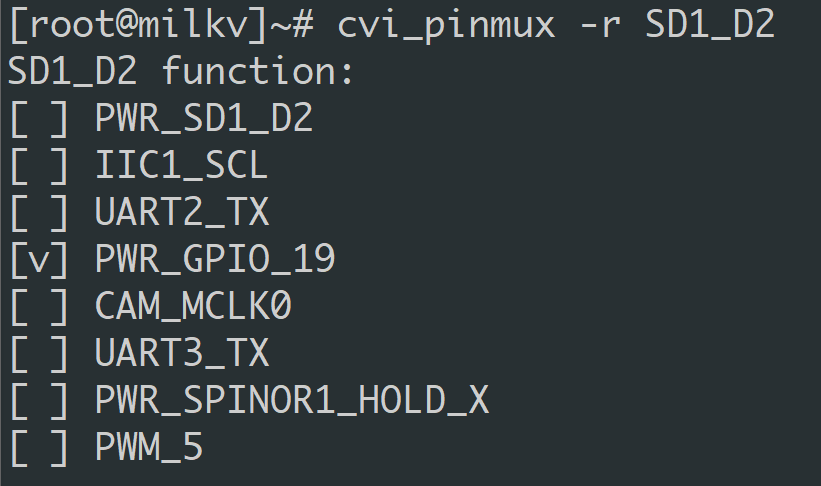 [root@milkv]~# cvi_pinmux -r SD1_D2
SD1_D2 function:
[ ] PWR_SD1_D2
[ ] IIC1_SCL
[ ] UART2_TX
[v] PWR_GPIO_19
[ ] CAM_MCLK0
[ ] UART3_TX
[ ] PWR_SPINOR1_HOLD_X
[ ] PWM_5